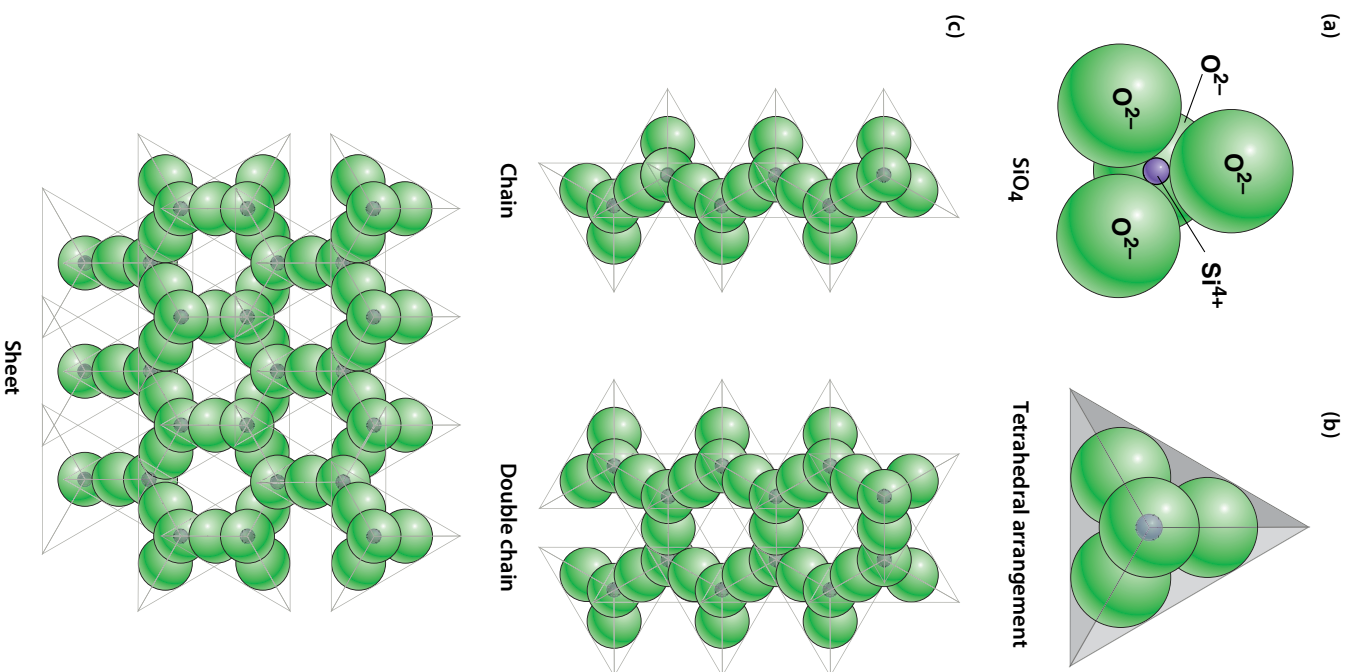 (a)
O²⁻
O²⁻
O²⁻
O²⁻
Si⁴⁺
SiO₄
(b)
Tetrahedral arrangement
(c)
Chain
Double chain
Sheet